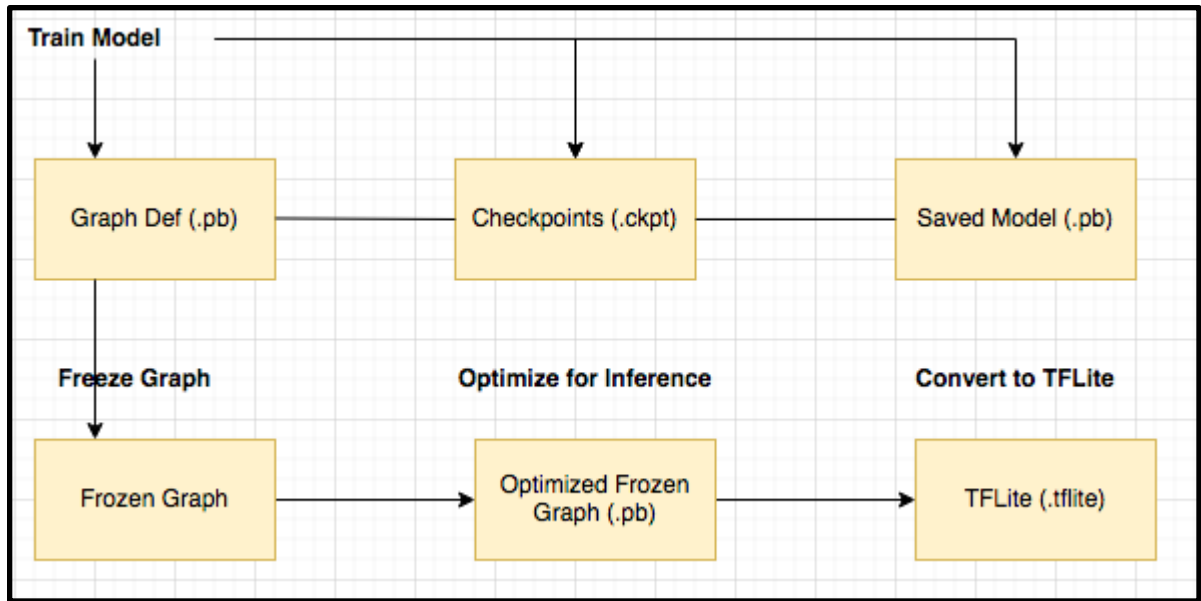 Train Model
Graph Def (.pb)
Checkpoints (.ckpt)
Saved Model (.pb)
Freeze Graph
Optimize for Inference
Convert to TFLite
Frozen Graph
Optimized Frozen
Graph (.pb)
TFLite (.tflite)